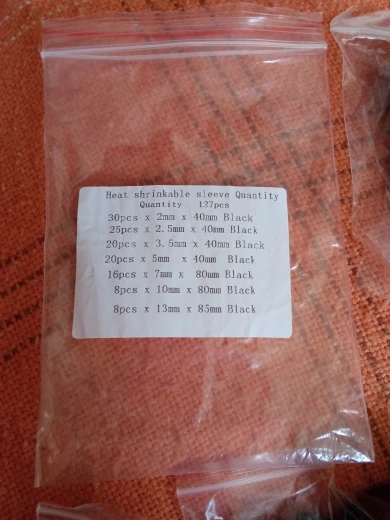 Heat shrinkable sleeve Quantity
Quantity 127pcs
30pcs x 2mm x 40mm Black
25pcs x 2.5mm x 40mm Black
20pcs x 3.5mm x 40mm Black
20pcs x 5mm x 40mm Black
16pcs x 7mm x 80mm Black
8pcs x 10mm x 80mm Black
8pcs x 13mm x 85mm Black